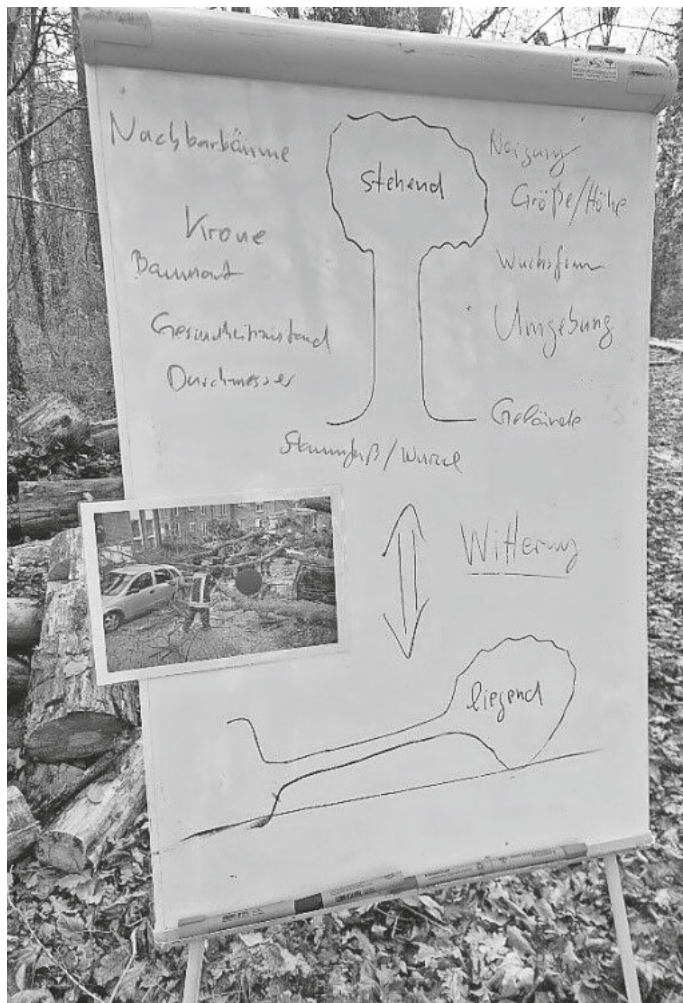 Nachbarbäume
stehend
Neigung
Größe/Höhe
Krone
Baumart
Wuchsform
Gesundheitszustand
Umgebung
Durchmesser
Gelände
Stammfuß/Wurzel
Witterung
liegend